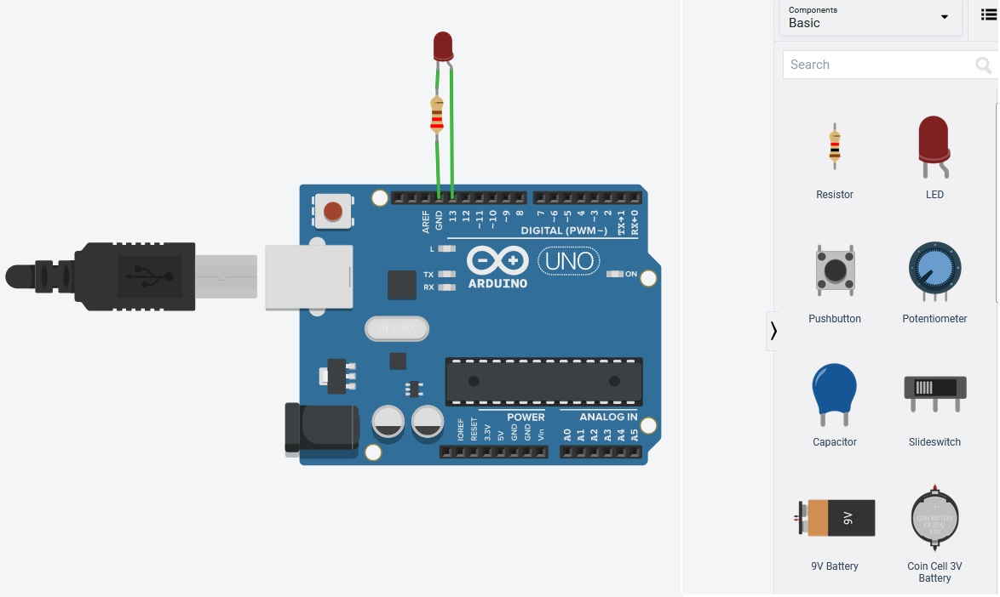 Components
Basic
Search
Resistor
LED
Pushbutton
Potentiometer
Capacitor
Slideswitch
9V
9V Battery
COIN BATTERY
CR 2032
3.0V
Coin Cell 3V
Battery
AREF
GND
13
12
~11
~10
~9
8
7
~6
~5
4
~3
2
TX→1
RX←0
DIGITAL (PWM~)
L
TX
RX
UNO
ARDUINO
ON
POWER
ANALOG IN
IOREF
RESET
3.3V
5V
GND
GND
Vin
A0
A1
A2
A3
A4
A5